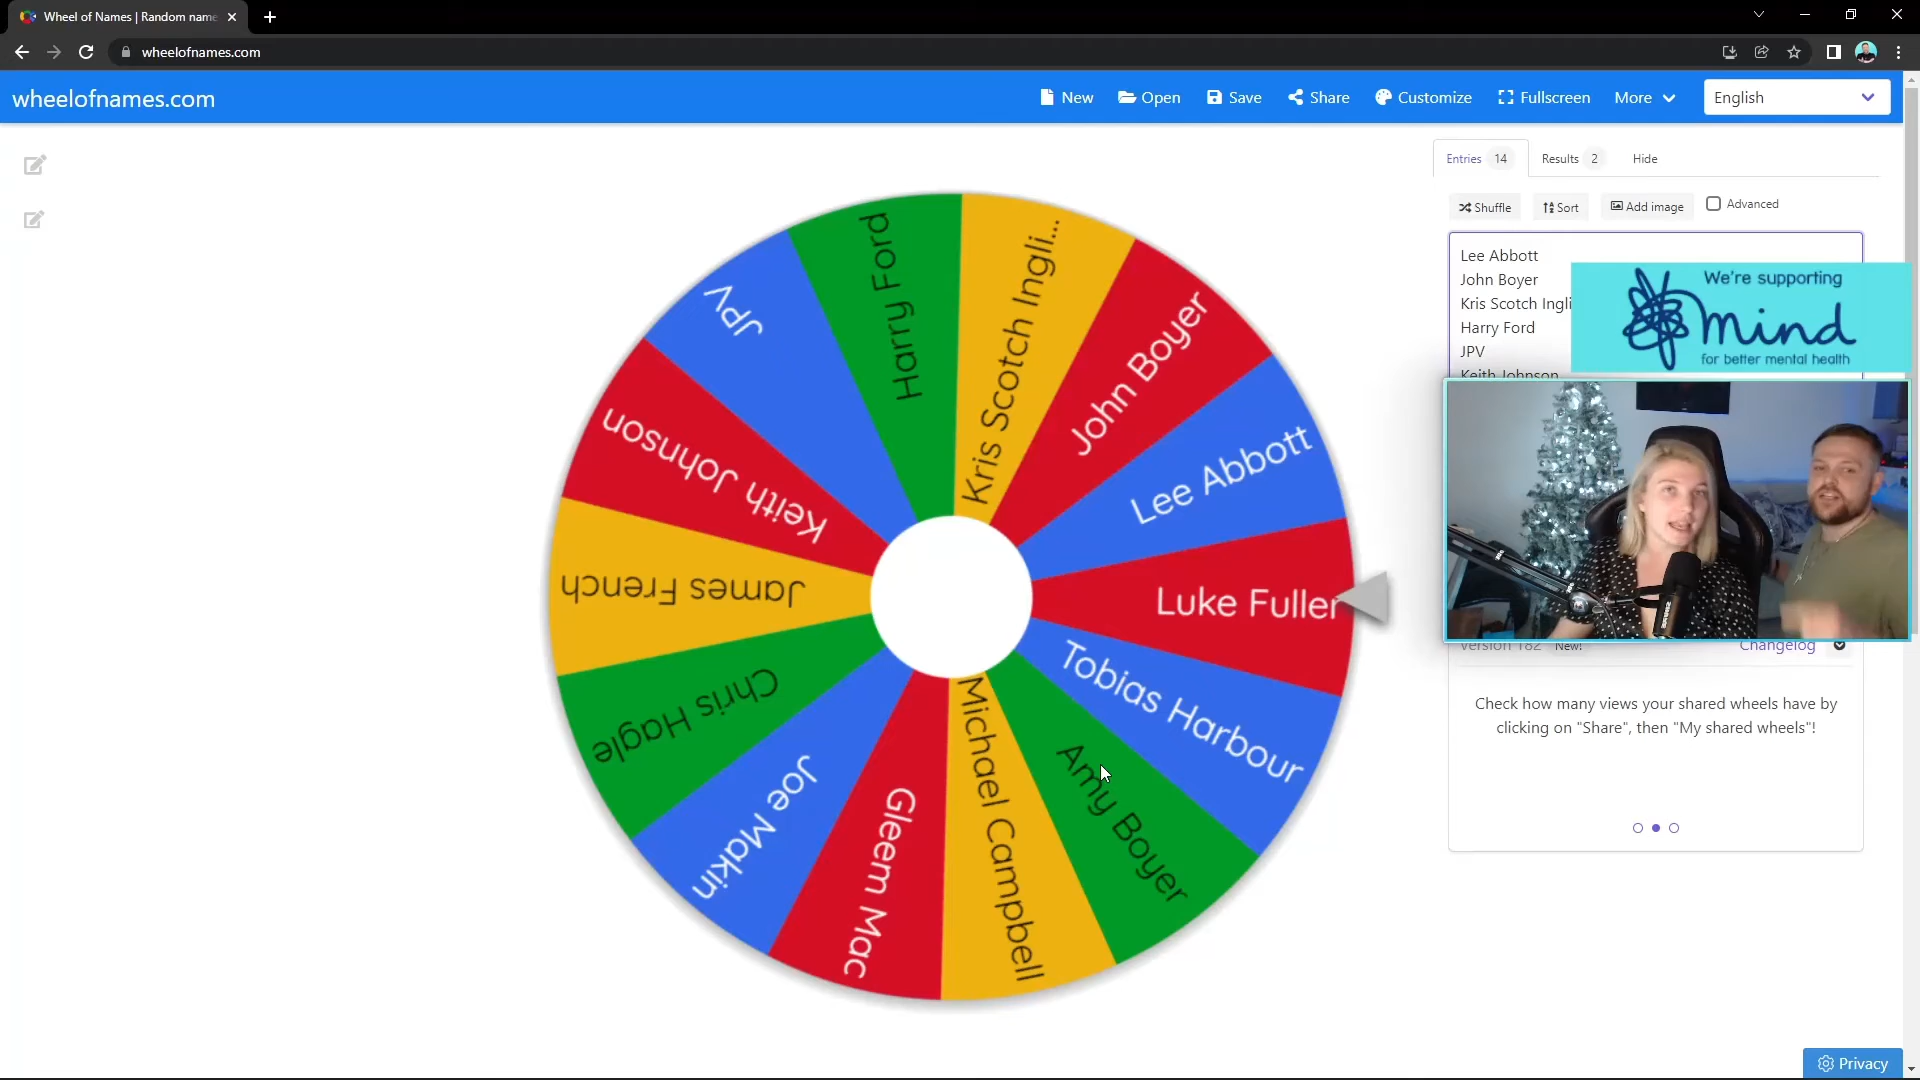 Wheel of Names | Random name
wheelofnames.com
wheelofnames.com
New
Open
Save
Share
Customize
Fullscreen
More
English
Entries 14
Results 2
Hide
Shuffle
Sort
Add image
Advanced
Lee Abbott
John Boyer
Kris Scotch Ingli
Harry Ford
JPV
Keith Johnson
We're supporting
mind
for better mental health
Harry Ford
Kris Scotch Ingli...
John Boyer
Lee Abbott
Luke Fuller
Tobias Harbour
Amy Boyer
Michael Campbell
Gleem Mac
Joe Makin
Chris Hagle
James French
Keith Johnson
JPV
Version 182 New!
Changelog
Check how many views your shared wheels have by
clicking on "Share", then "My shared wheels"!
Privacy